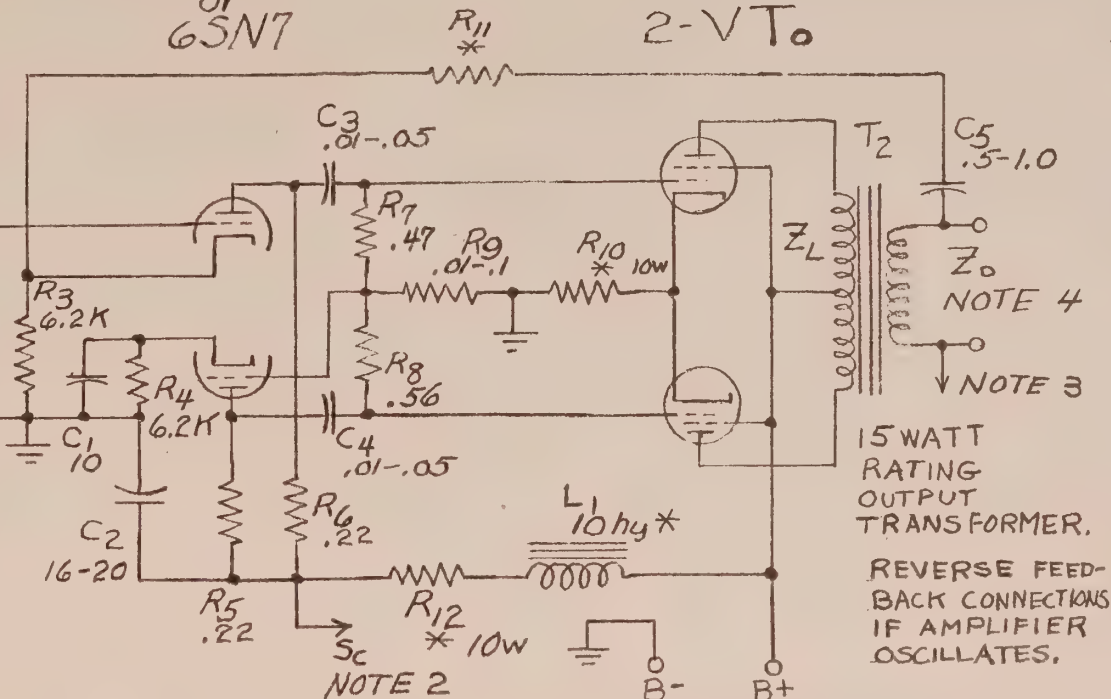 or
6SN7
R11
*
2-VTo
C3
.01-.05
T2
C5
.5-1.0
R7
.47
R9
.01-.1
R10
* 10w
ZL
Zo
NOTE 4
R3
6.2K
R4
6.2K
R8
.56
NOTE 3
C1
10
C4
.01-.05
15 WATT
RATING
OUTPUT
TRANSFORMER.
C2
16-20
R6
.22
L1
10hy*
R5
.22
R12
* 10w
REVERSE FEED-
BACK CONNECTIONS
IF AMPLIFIER
OSCILLATES.
Sc
NOTE 2
B-
B+